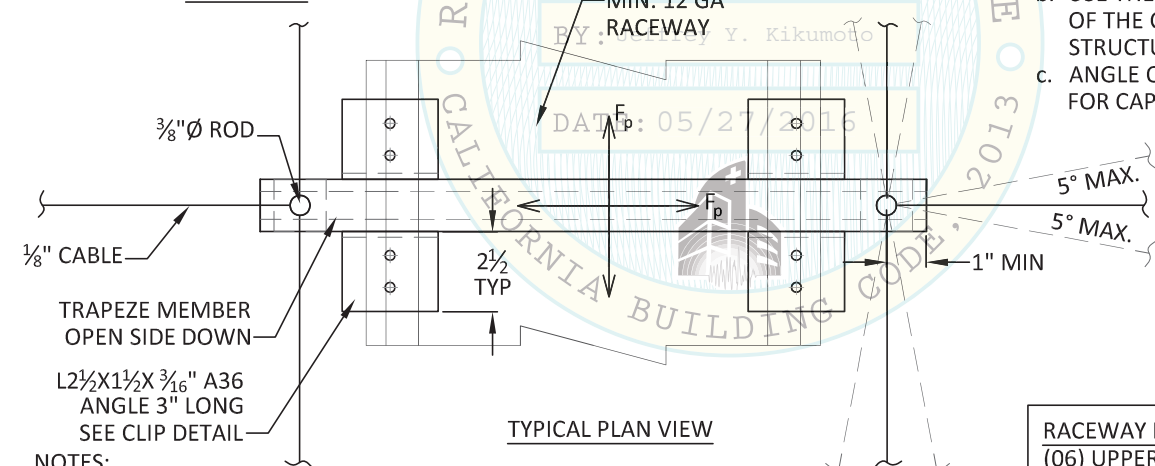 MIN. 12 GA
RACEWAY
OF THE
STRUCTU
c. ANGLE
FOR CAP
BY: Jeffrey Y. Kikumoto
DATE: 05/27/2016
CALIFORNIA BUILDING CODE, 2013
⅜"Ø ROD
Fp
Fp
5° MAX.
5° MAX.
⅛" CABLE
2½
TYP
1" MIN
TRAPEZE MEMBER
OPEN SIDE DOWN
L2½X1½X 3⁄16" A36
ANGLE 3" LONG
SEE CLIP DETAIL
TYPICAL PLAN VIEW
NOTES:
RACEWAY
(06) UPPER